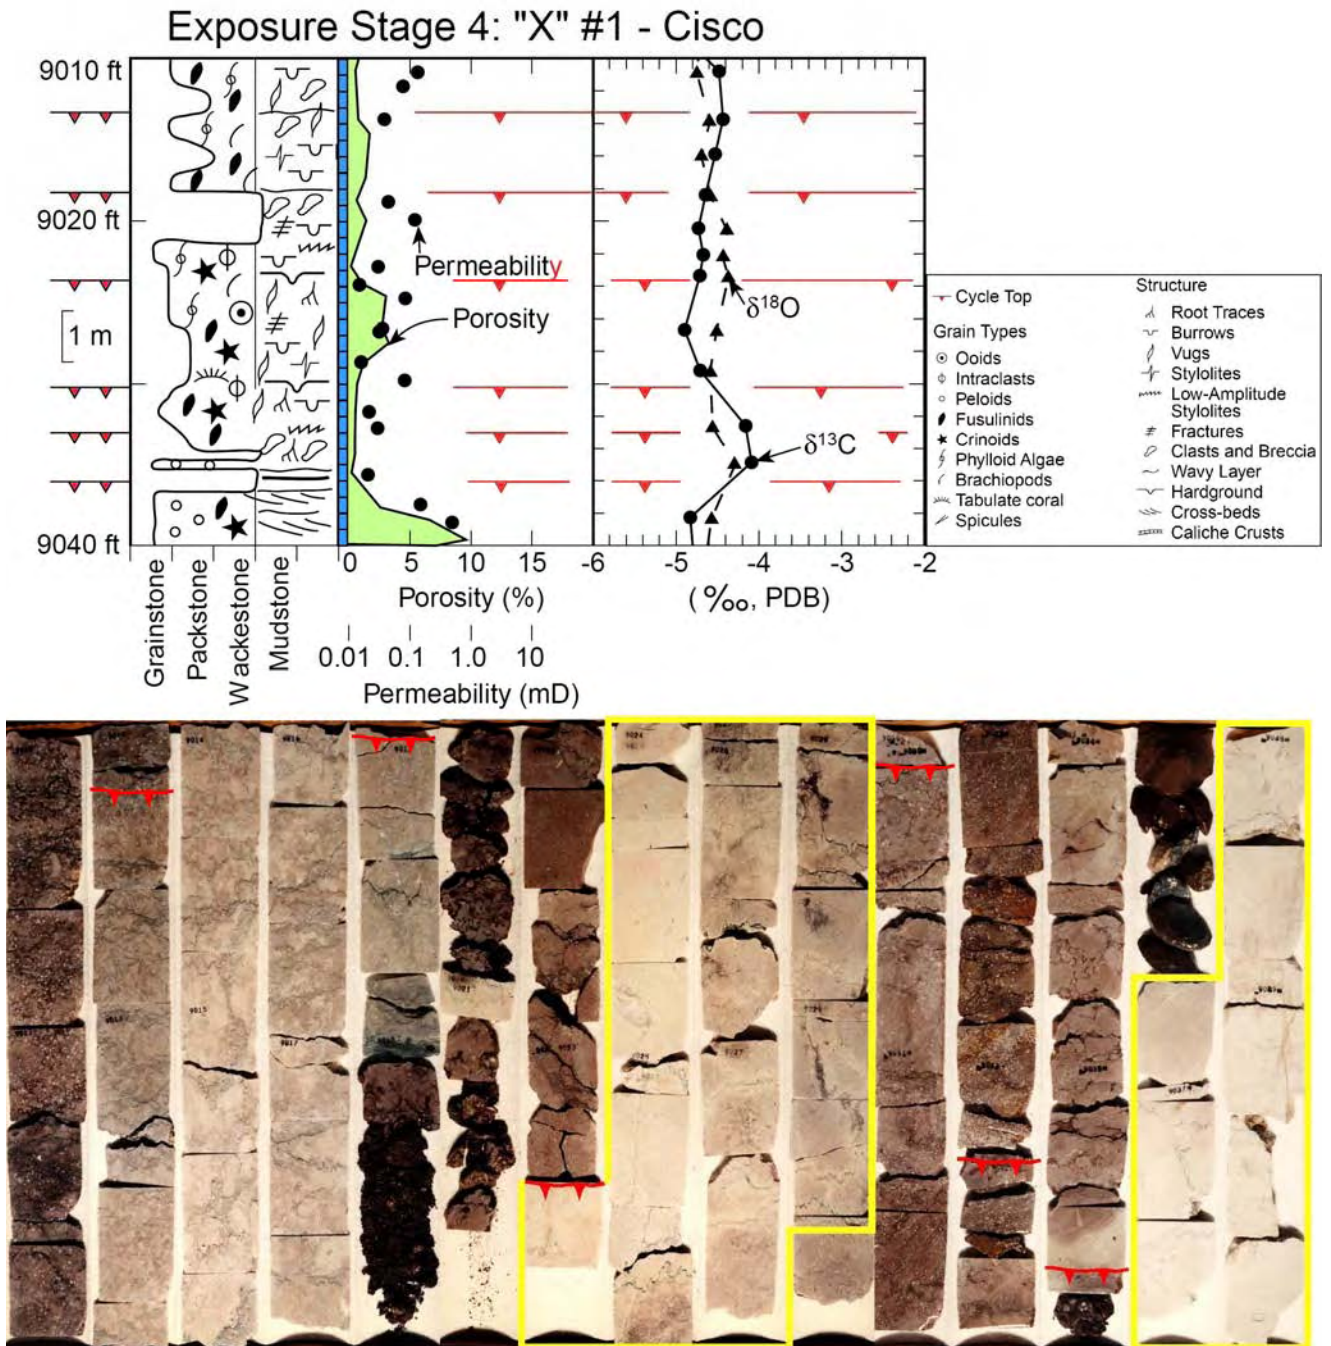 Exposure Stage 4: "X" #1 - Cisco
9010 ft
9020 ft
1 m
9040 ft
Permeability
Porosity
δ18O
δ13C
0 5 10 15
Porosity (%)
-6 -5 -4 -3 -2
(‰, PDB)
Grainstone
Packstone
Wackestone
Mudstone
0.01 0.1 1.0 10
Permeability (mD)
Cycle Top
Grain Types
Ooids
Intraclasts
Peloids
Fusulinids
Crinoids
Phylloid Algae
Brachiopods
Tabulate coral
Spicules
Structure
Root Traces
Burrows
Vugs
Stylolites
Low-Amplitude
Stylolites
Fractures
Clasts and Breccia
Wavy Layer
Hardground
Cross-beds
Caliche Crusts
9014
9015
9017